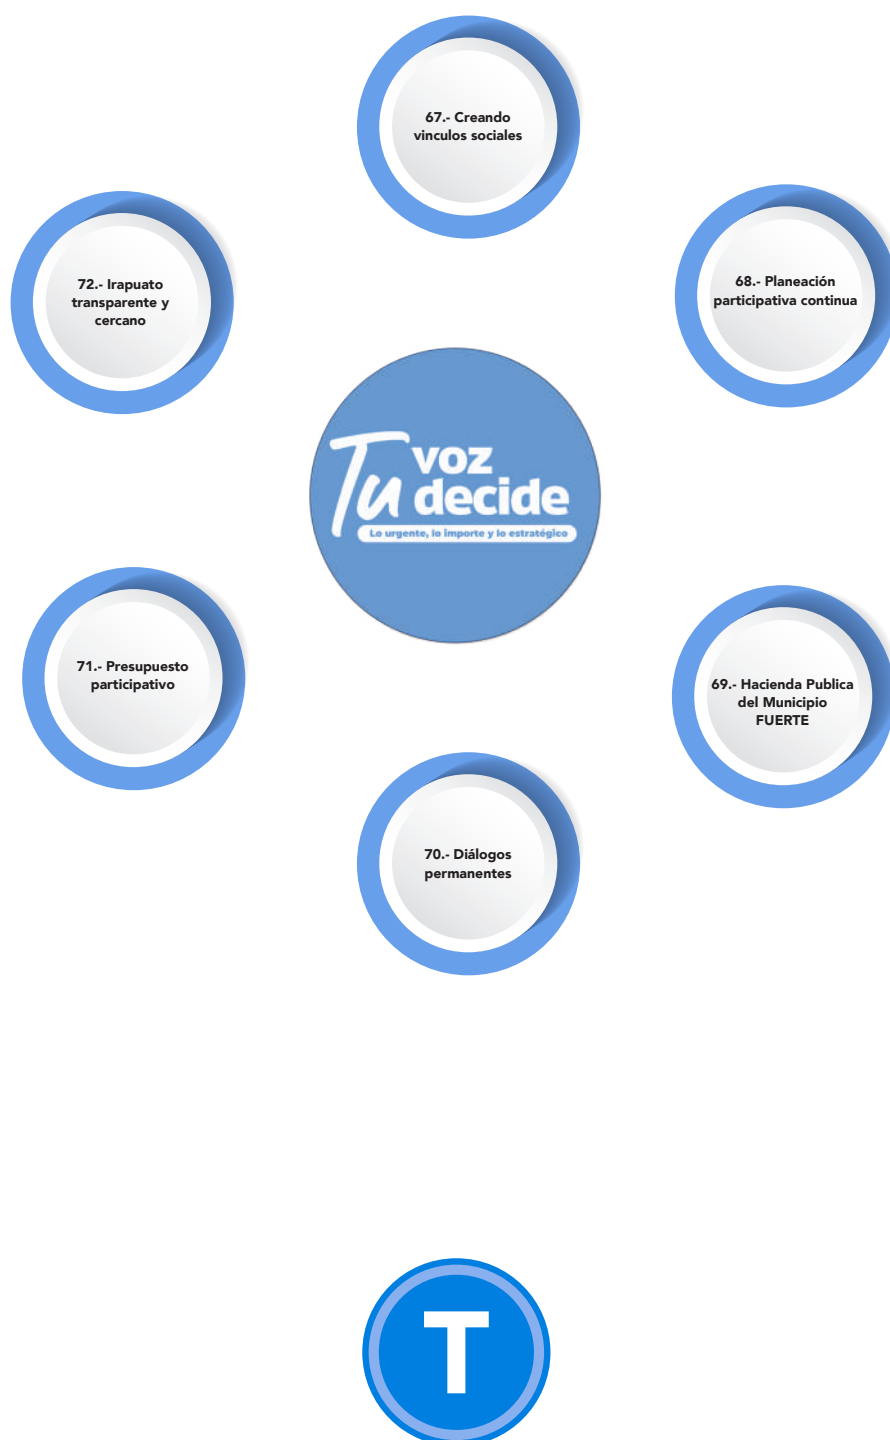 67.- Creando
vinculos sociales
72.- Irapuato
transparente y
cercano
68.- Planeación
participativa continua
Tu voz
decide
Lo urgente, lo importe y lo estratégico
71.- Presupuesto
participativo
69.- Hacienda Publica
del Municipio
FUERTE
70.- Diálogos
permanentes
T